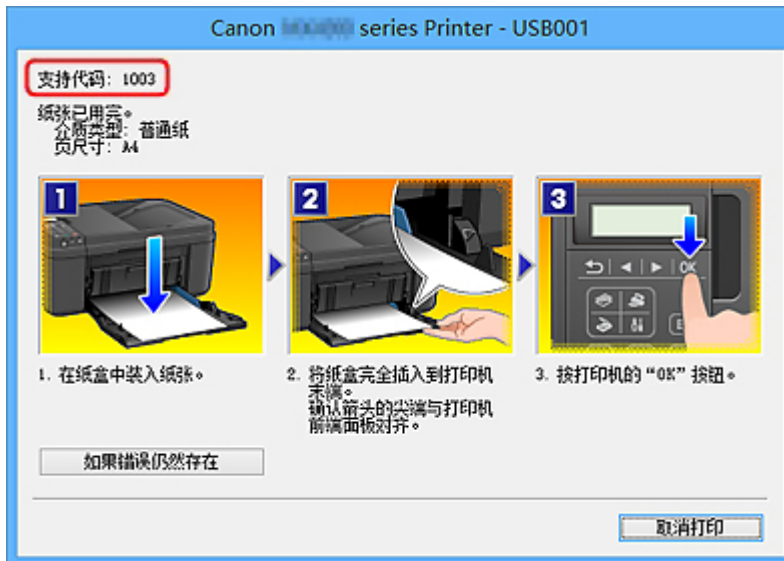 Canon series Printer - USB001
支持代码: 1003
纸张已用完。
介质类型: 普通纸
页尺寸: A4
1
2
3
OK
1. 在纸盒中装入纸张。
2. 将纸盒完全插入到打印机
末端。
确认箭头的尖端与打印机
前端面板对齐。
3. 按打印机的“OK”按钮。
如果错误仍然存在
取消打印